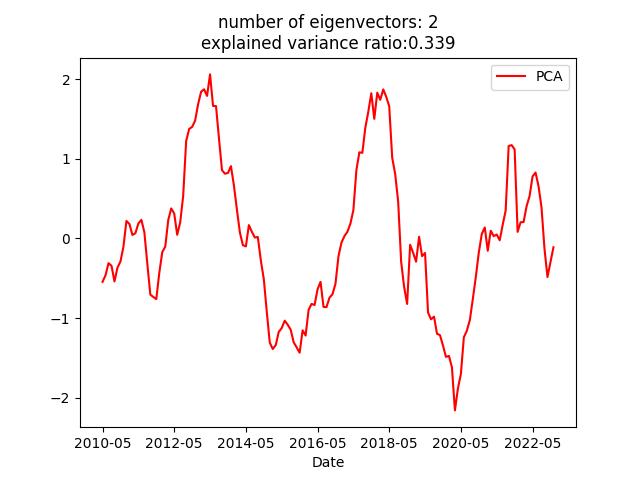 number of eigenvectors: 2
explained variance ratio:0.339
PCA
2
1
0
−1
−2
2010-05 2012-05 2014-05 2016-05 2018-05 2020-05 2022-05
Date